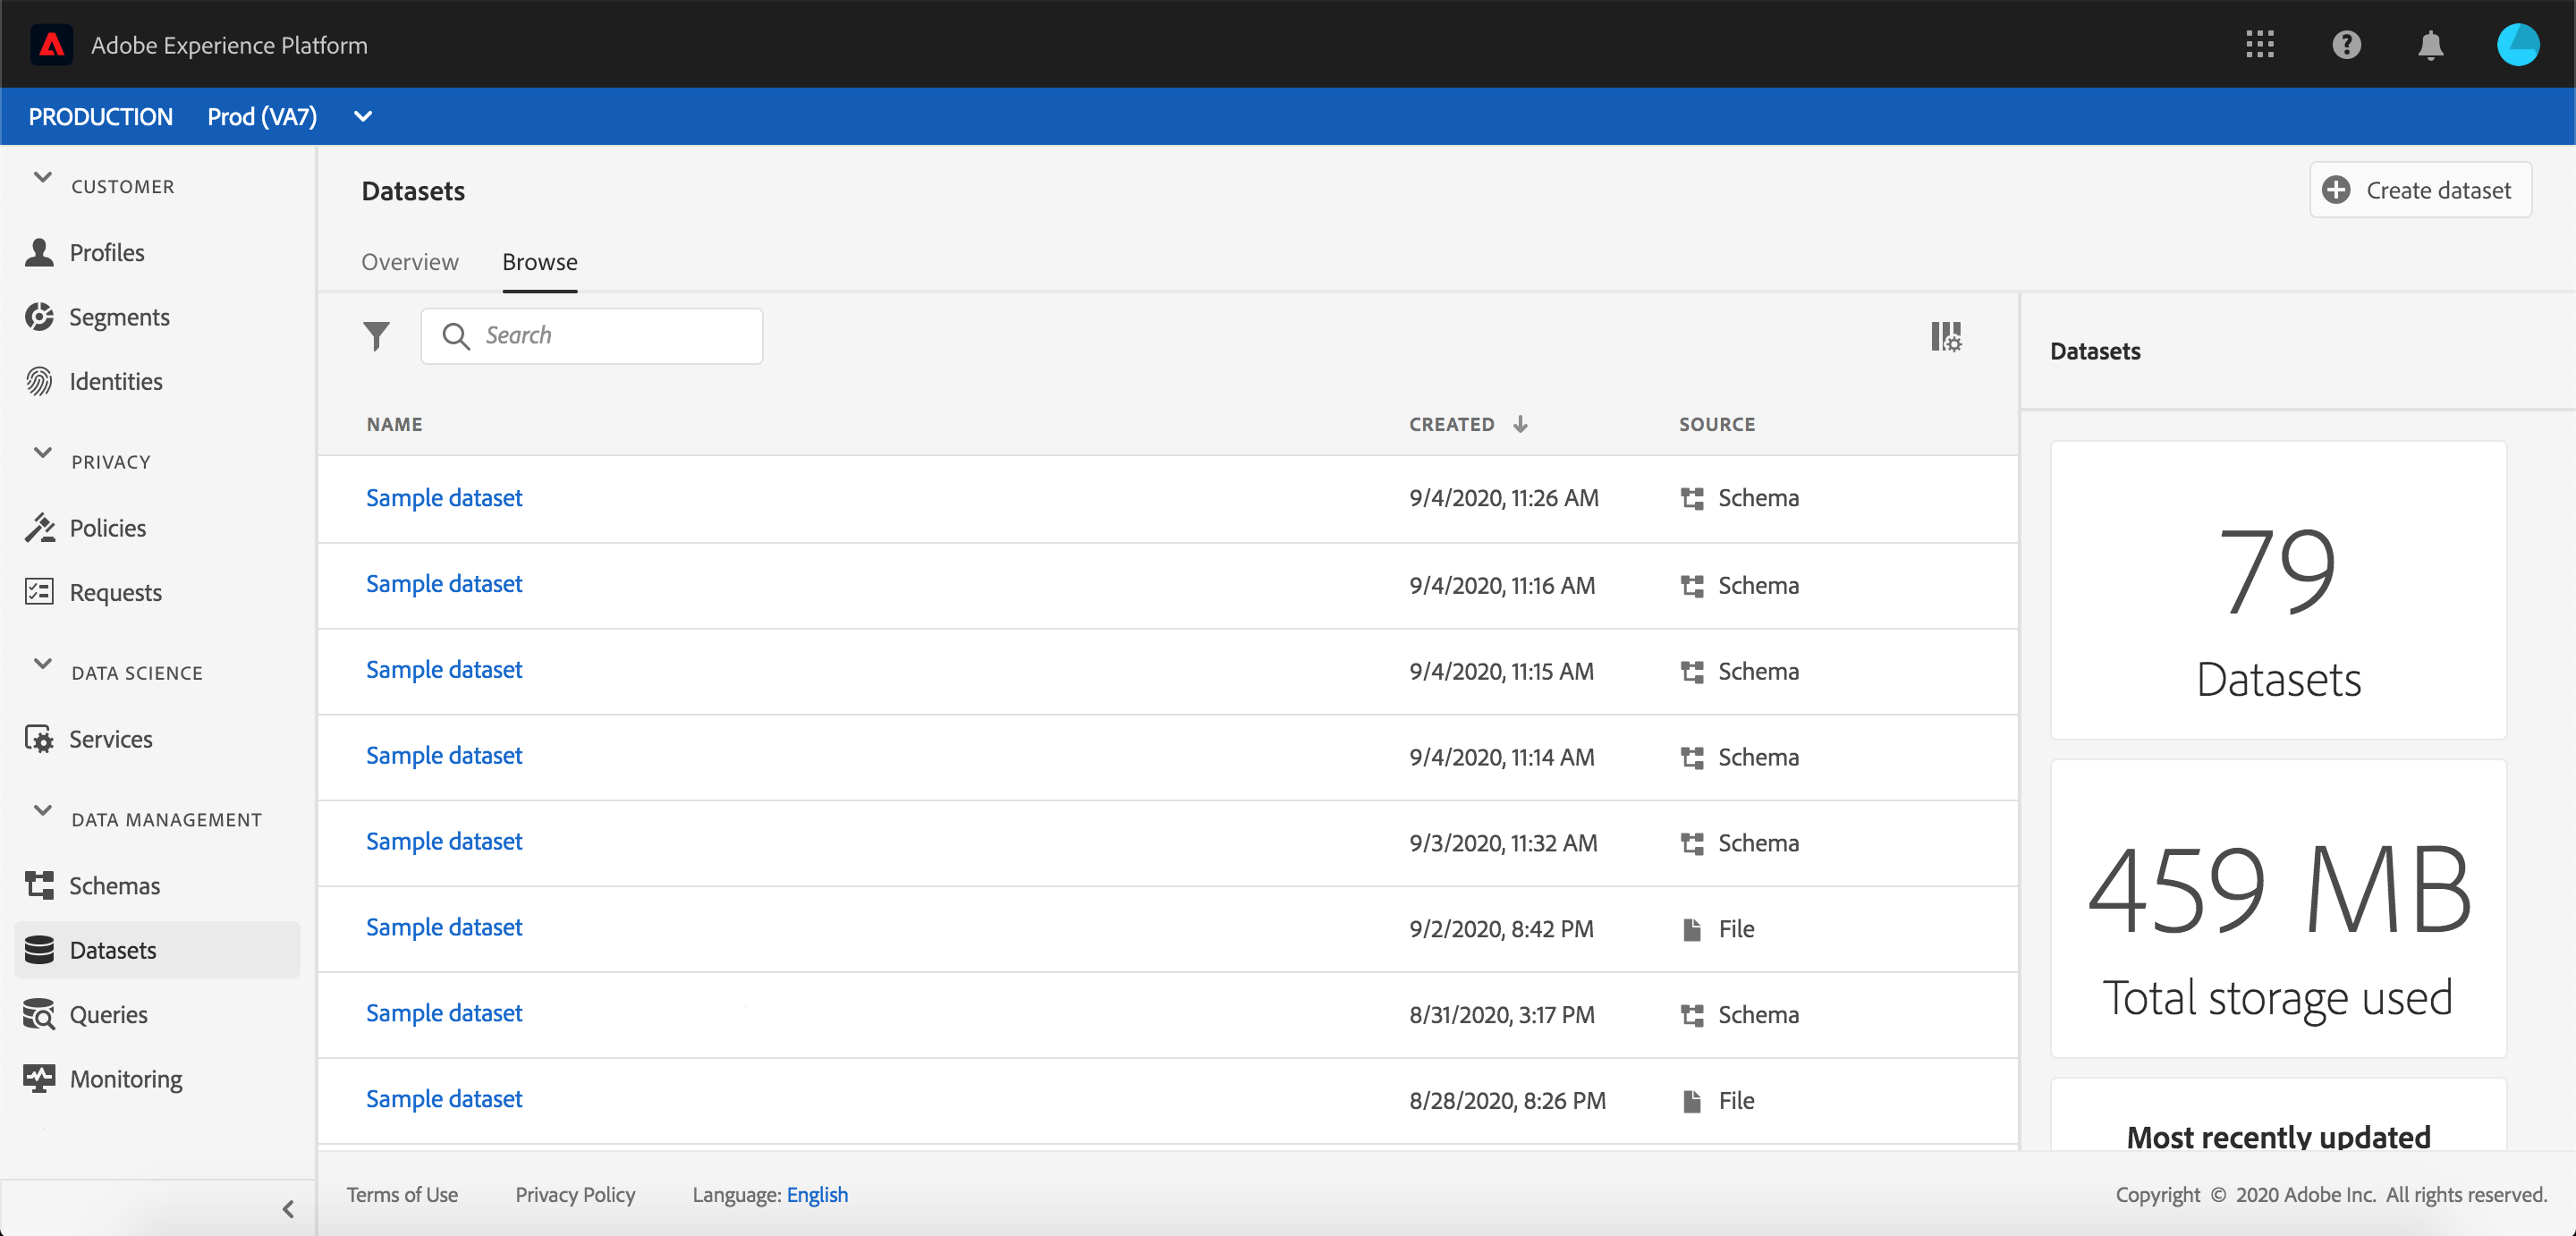 Adobe Experience Platform
PRODUCTION Prod (VA7)
CUSTOMER
Profiles
Segments
Identities
PRIVACY
Policies
Requests
DATA SCIENCE
Services
DATA MANAGEMENT
Schemas
Datasets
Queries
Monitoring
Datasets
Create dataset
Overview Browse
Search
NAME CREATED SOURCE
Sample dataset 9/4/2020, 11:26 AM Schema
Sample dataset 9/4/2020, 11:16 AM Schema
Sample dataset 9/4/2020, 11:15 AM Schema
Sample dataset 9/4/2020, 11:14 AM Schema
Sample dataset 9/3/2020, 11:32 AM Schema
Sample dataset 9/2/2020, 8:42 PM File
Sample dataset 8/31/2020, 3:17 PM Schema
Sample dataset 8/28/2020, 8:26 PM File
Datasets
79
Datasets
459 MB
Total storage used
Most recently updated
Terms of Use Privacy Policy Language: English
Copyright © 2020 Adobe Inc. All rights reserved.